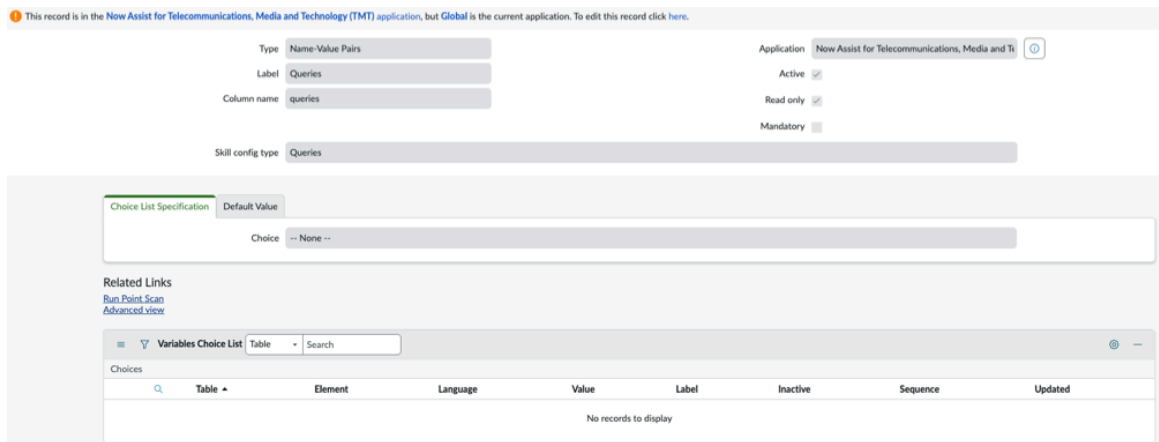 This record is in the Now Assist for Telecommunications, Media and Technology (TMT) application, but Global is the current application. To edit this record click here.
Type Name-Value Pairs
Application Now Assist for Telecommunications, Media and Te
Label Queries
Active
Column name queries
Read only
Mandatory
Skill config type Queries
Choice List Specification Default Value
Choice -- None --
Related Links
Run Point Scan
Advanced view
Variables Choice List Table Search
Choices
Table Element Language Value Label Inactive Sequence Updated
No records to display